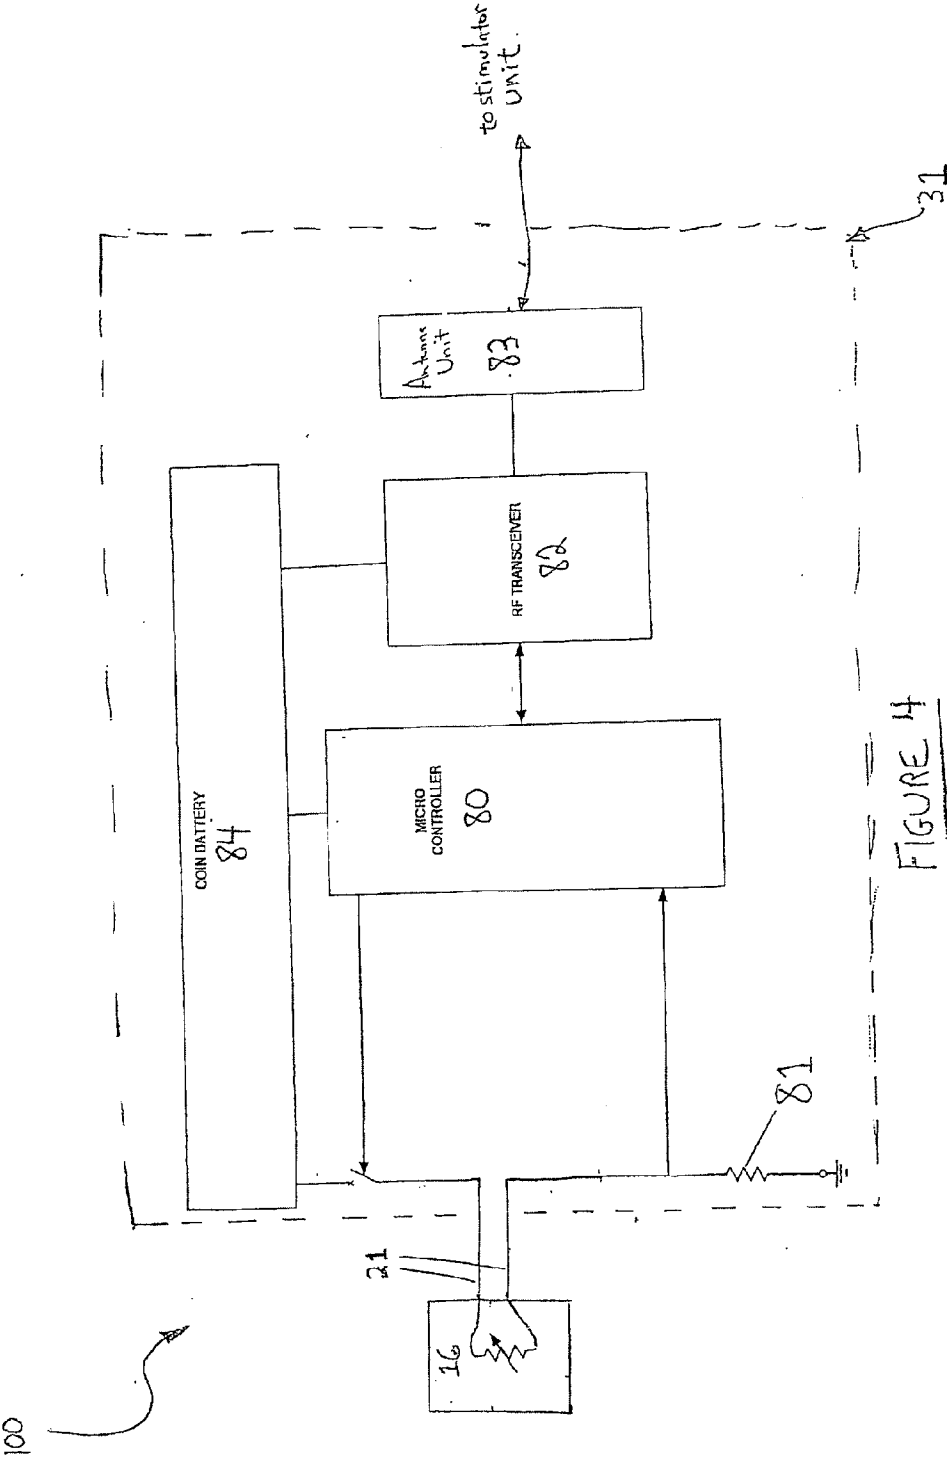 100
COIN BATTERY
84
16
21
MICRO
CONTROLLER
80
RF TRANSCEIVER
82
Antenna
Unit
83
to stimulator
unit.
81
31
FIGURE 4